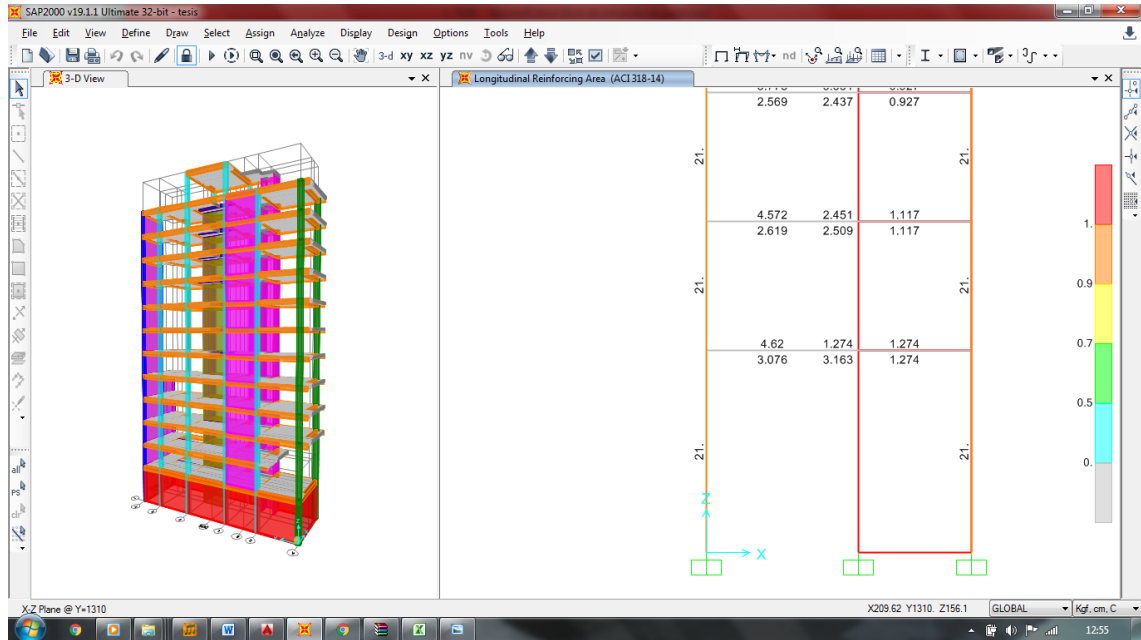 SAP2000 v19.1.1 Ultimate 32-bit - tesis
File Edit View Define Draw Select Assign Analyze Display Design Options Tools Help
3-d xy xz yz nv nd
3-D View
Longitudinal Reinforcing Area (ACI 318-14)
2.569 2.437 0.927
21. 21.
4.572 2.451 1.117
2.619 2.509 1.117
21. 21.
4.62 1.274 1.274
3.076 3.163 1.274
21. 21.
Z
X
1.
0.9
0.7
0.5
0.
all
PS
clr
X-Z Plane @ Y=1310
X209.62 Y1310. Z156.1
GLOBAL
Kgf, cm, C
12:55